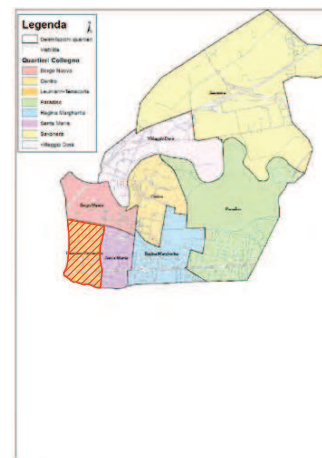 Legenda
Delimitazioni quartieri
Viabilità
Quartieri Collegno
Borgo Nuovo
Centro
Leumann-Terracorta
Paradiso
Regina Margherita
Santa Maria
Savonera
Villaggio Dora
Savonera
Villaggio Dora
Centro
Borgo Nuovo
Paradiso
Santa Maria
Regina Margherita